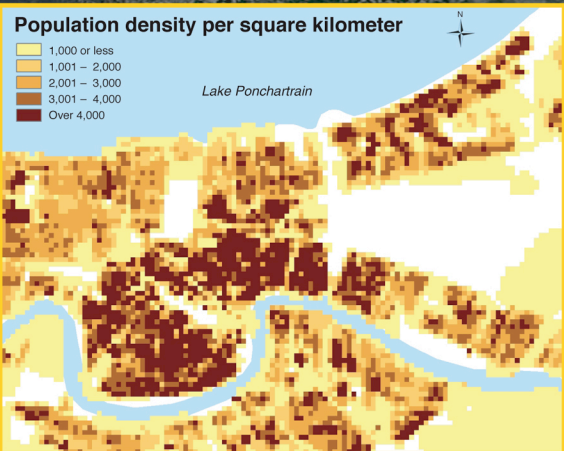 Population density per square kilometer
N
1,000 or less
1,001 – 2,000
2,001 – 3,000
3,001 – 4,000
Over 4,000
Lake Ponchartrain